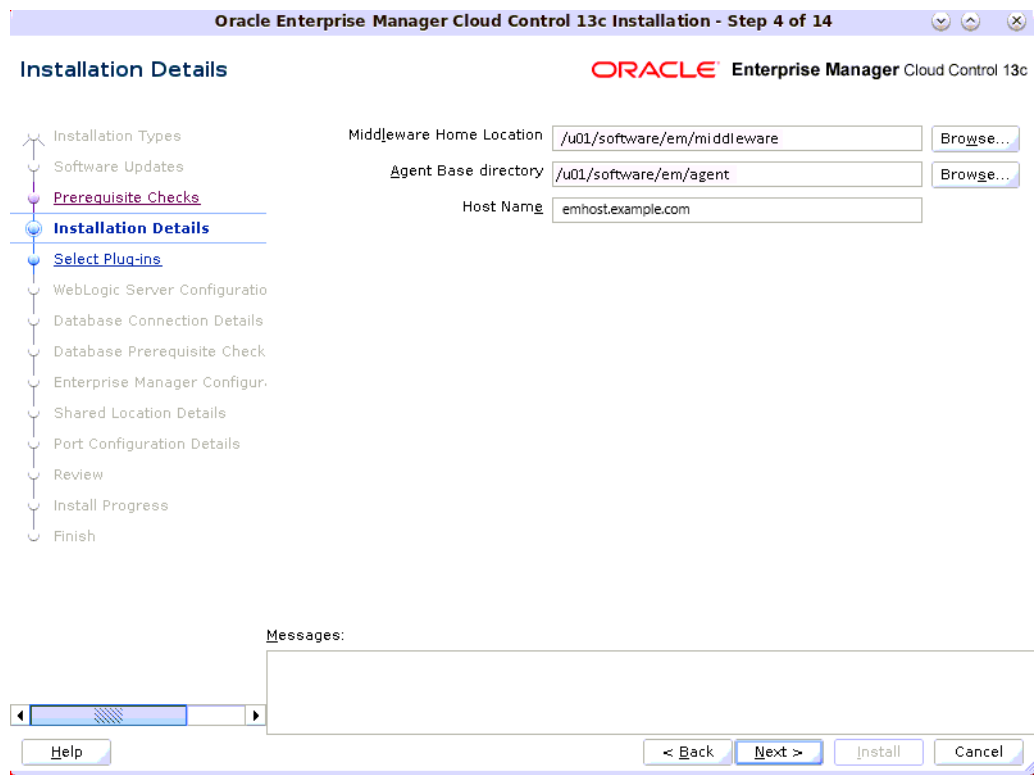 Oracle Enterprise Manager Cloud Control 13c Installation - Step 4 of 14
Installation Details
ORACLE Enterprise Manager Cloud Control 13c
Installation Types
Software Updates
Prerequisite Checks
Installation Details
Select Plug-ins
WebLogic Server Configuratio
Database Connection Details
Database Prerequisite Check
Enterprise Manager Configur
Shared Location Details
Port Configuration Details
Review
Install Progress
Finish
Middleware Home Location /u01/software/em/middleware Browse...
Agent Base directory /u01/software/em/agent Browse...
Host Name emhost.example.com
Messages:
Help
< Back Next > Install Cancel